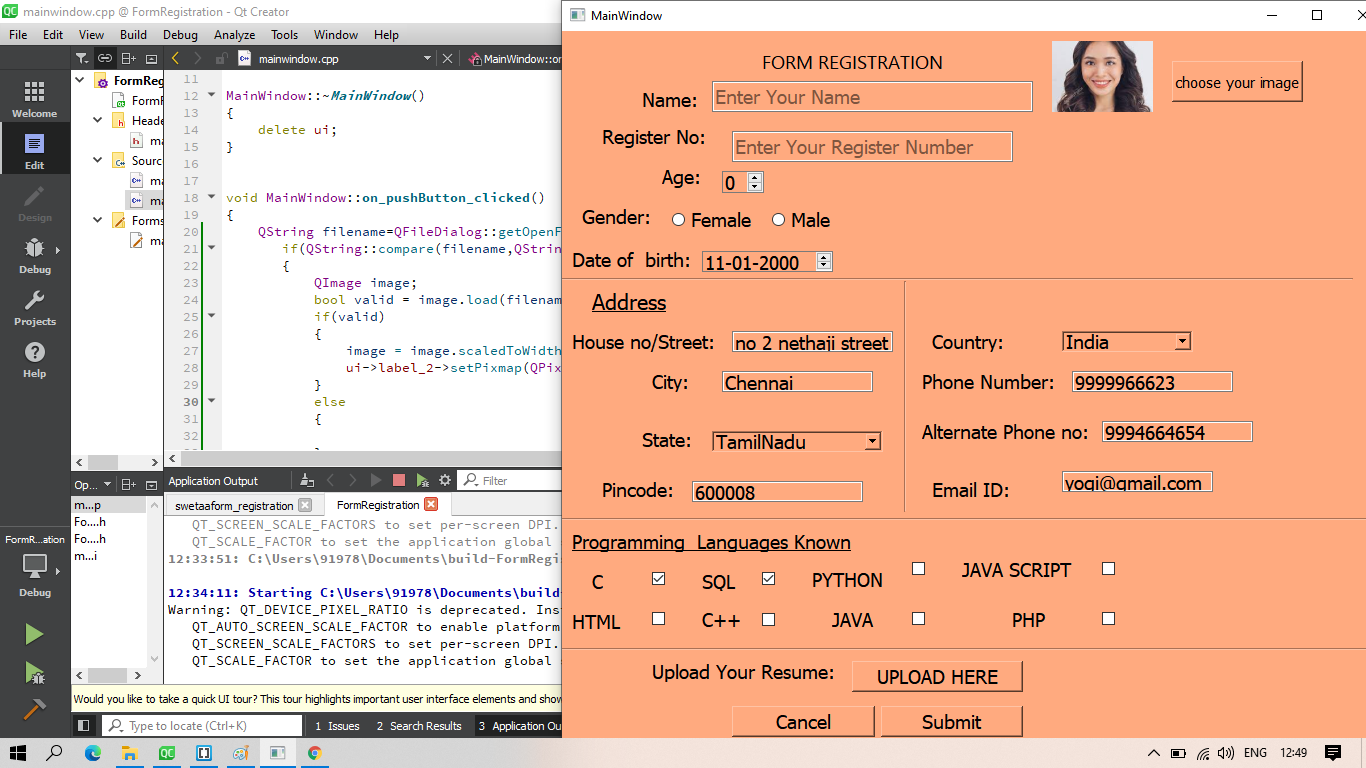 mainwindow.cpp @ FormRegistration - Qt Creator
File Edit View Build Debug Analyze Tools Window Help
mainwindow.cpp
MainWindow::on
Welcome
Edit
Design
Debug
Projects
Help
FormR...ation
Debug
FormReg
FormR
Heade
ma
Sourc
ma
ma
Forms
ma
11
12 MainWindow::~MainWindow()
13 {
14 delete ui;
15 }
16
17
18 void MainWindow::on_pushButton_clicked()
19 {
20 QString filename=QFileDialog::getOpenF
21 if(QString::compare(filename,QStrin
22 {
23 QImage image;
24 bool valid = image.load(filenam
25 if(valid)
26 {
27 image = image.scaledToWidth
28 ui->label_2->setPixmap(QPix
29 }
30 else
31 {
32
Op...
m...p
Fo....h
Fo....h
m...i
Application Output
Filter
swetaaform_registration FormRegistration
QT_SCREEN_SCALE_FACTORS to set per-screen DPI.
QT_SCALE_FACTOR to set the application global
12:33:51: C:\Users\91978\Documents\build-FormRegis
12:34:11: Starting C:\Users\91978\Documents\build-
Warning: QT_DEVICE_PIXEL_RATIO is deprecated. Inst
QT_AUTO_SCREEN_SCALE_FACTOR to enable platform
QT_SCREEN_SCALE_FACTORS to set per-screen DPI.
QT_SCALE_FACTOR to set the application global
Would you like to take a quick UI tour? This tour highlights important user interface elements and show
Type to locate (Ctrl+K) 1 Issues 2 Search Results 3 Application Ou
MainWindow
FORM REGISTRATION
choose your image
Name: Enter Your Name
Register No: Enter Your Register Number
Age: 0
Gender: Female Male
Date of birth: 11-01-2000
Address
House no/Street: no 2 nethaji street
Country: India
City: Chennai
Phone Number: 9999966623
State: TamilNadu
Alternate Phone no: 9994664654
Pincode: 600008
Email ID: yogi@gmail.com
Programming Languages Known
C SQL PYTHON JAVA SCRIPT
HTML C++ JAVA PHP
Upload Your Resume: UPLOAD HERE
Cancel Submit
ENG 12:49